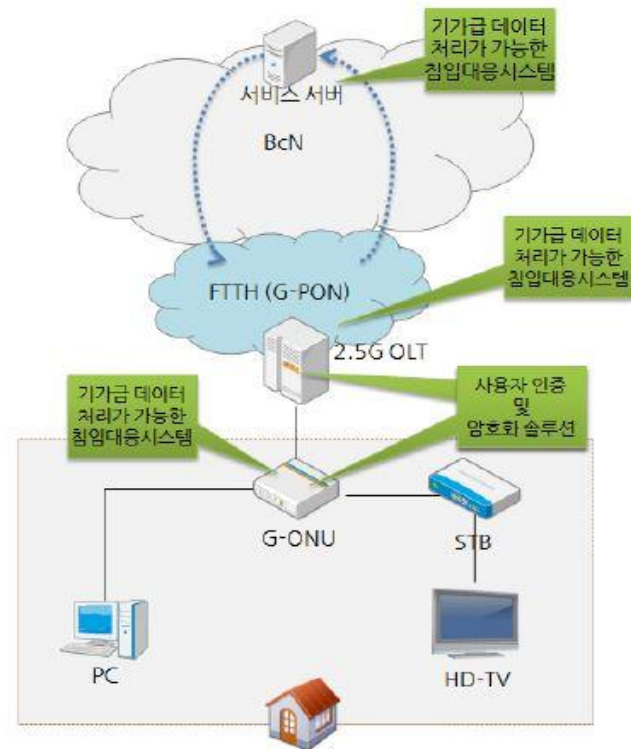 기가급 데이터
처리가 가능한
침입대응시스템
서비스 서버
BcN
기가급 데이터
처리가 가능한
침입대응시스템
FTTH (G-PON)
2.5G OLT
기가급 데이터
처리가 가능한
침입대응시스템
사용자 인증
및
암호화 솔루션
G-ONU
STB
PC
HD-TV